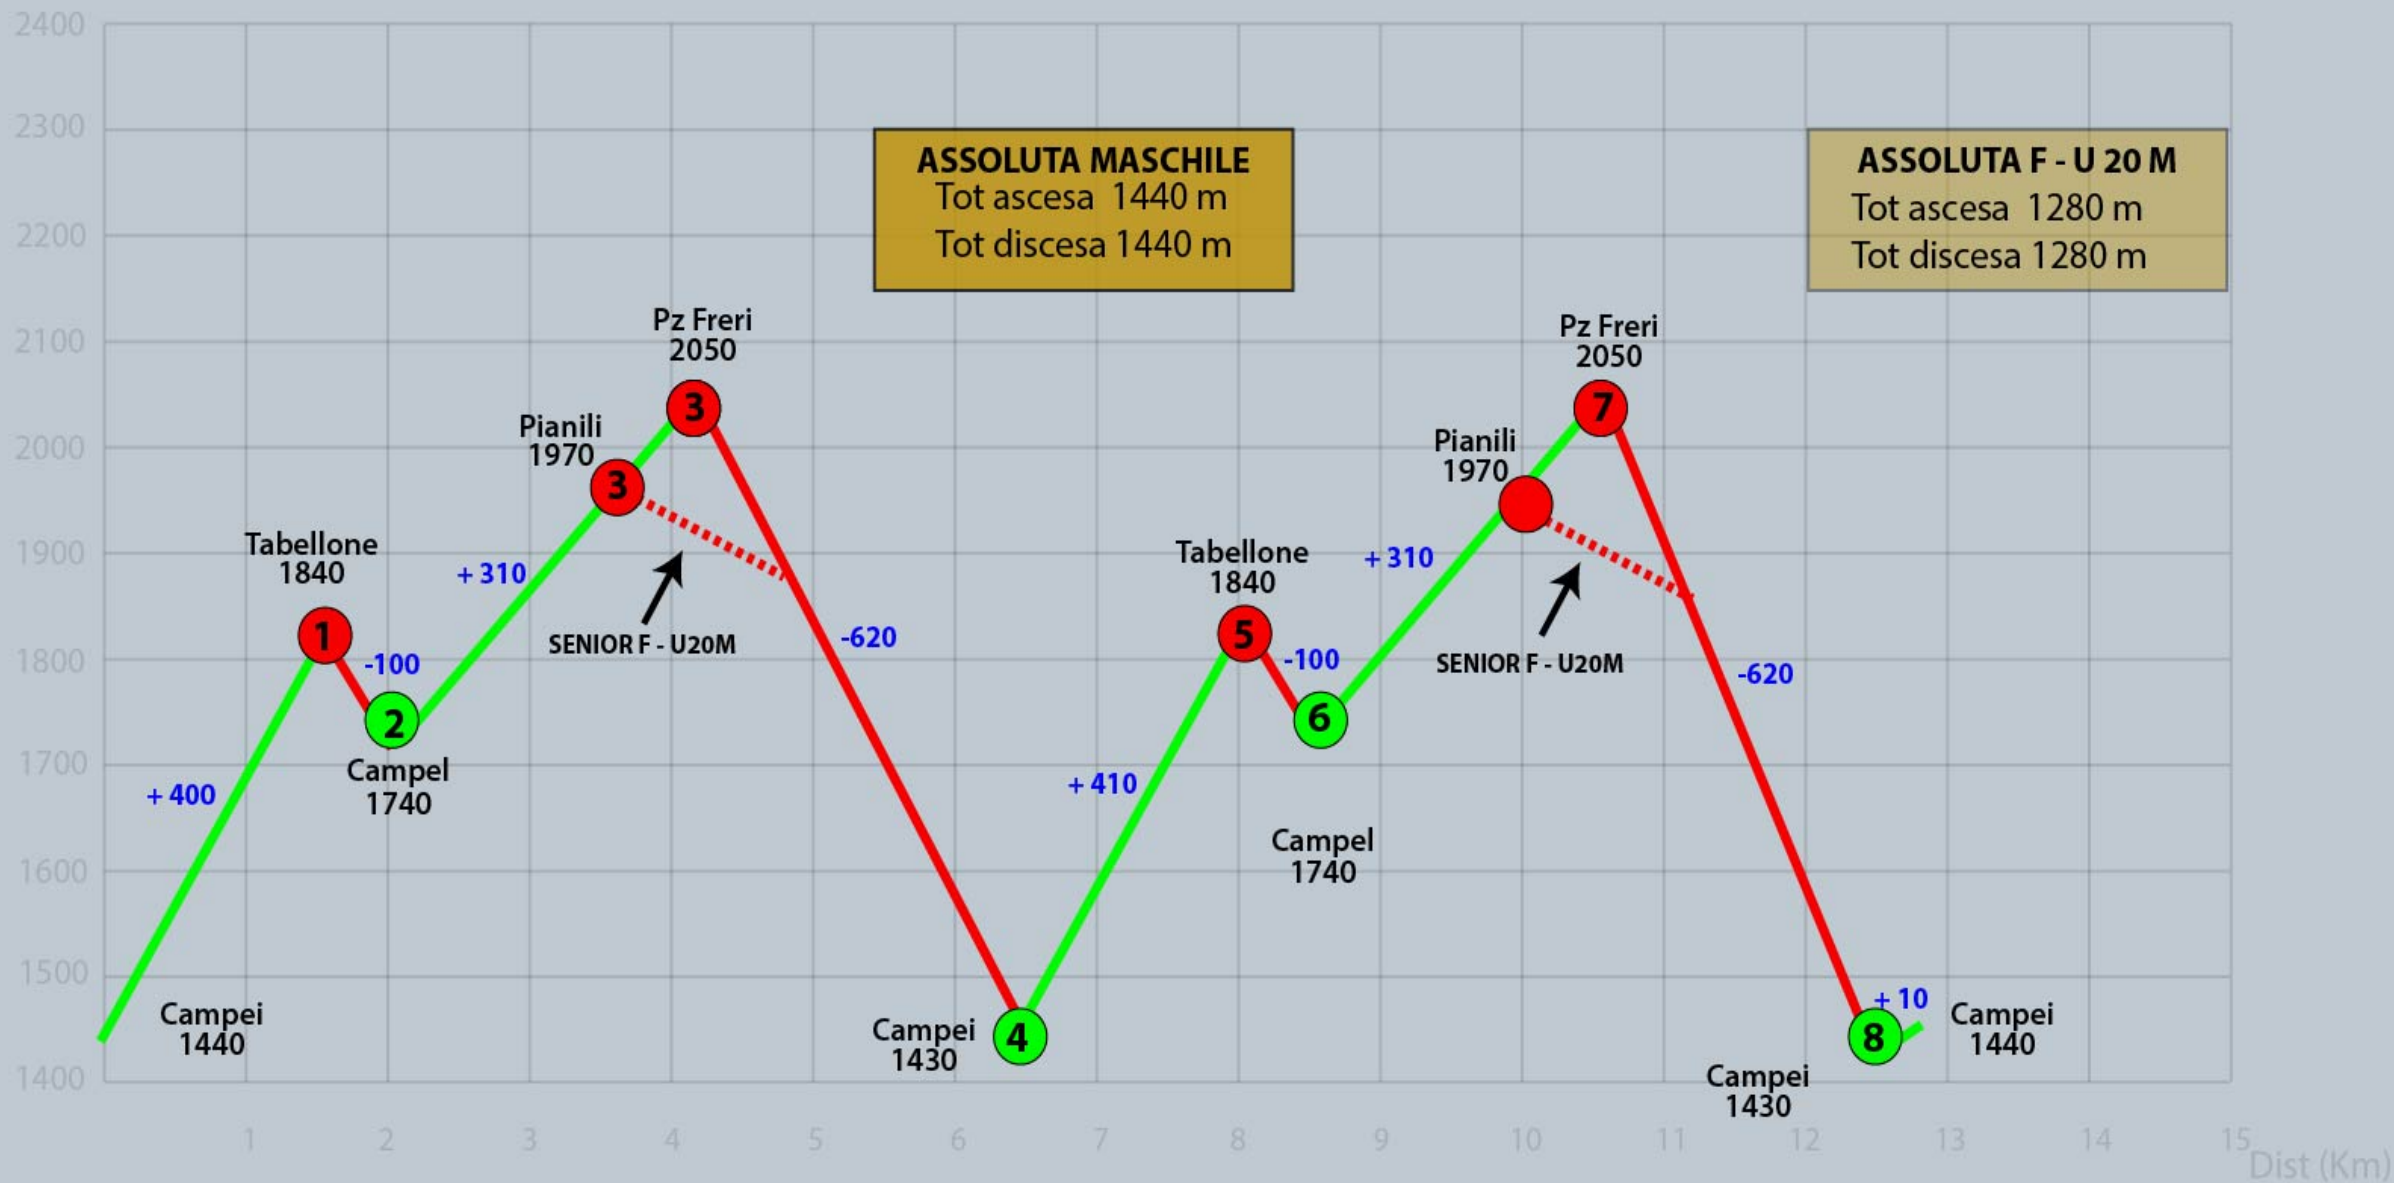 2400
2300
2200
2100
2000
1900
1800
1700
1600
1500
1400
ASSOLUTA MASCHILE
Tot ascesa 1440 m
Tot discesa 1440 m
ASSOLUTA F - U 20 M
Tot ascesa 1280 m
Tot discesa 1280 m
Campei
1440
+ 400
Tabellone
1840
1
-100
2
Campel
1740
+ 310
Pianili
1970
3
Pz Freri
2050
3
SENIOR F - U20M
-620
Campei
1430
4
+ 410
Tabellone
1840
5
-100
6
Campel
1740
+ 310
Pianili
1970
Pz Freri
2050
7
SENIOR F - U20M
-620
8
Campei
1430
+ 10
Campei
1440
1 2 3 4 5 6 7 8 9 10 11 12 13 14 15
Dist (Km)